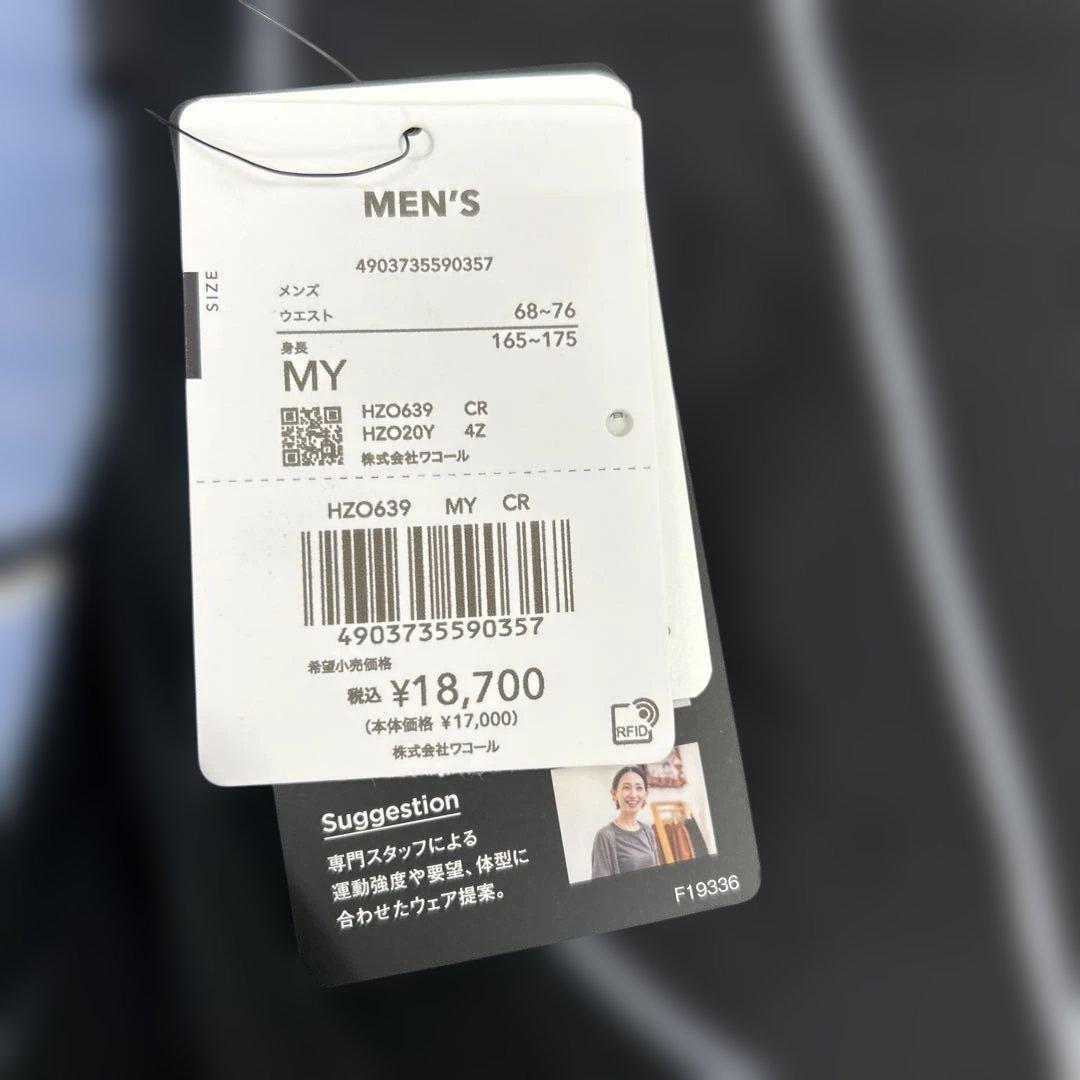 MEN'S
4903735590357
SIZE
メンズ
ウエスト 68~76
身長 165~175
MY
HZO639 CR
HZO20Y 4Z
株式会社ワコール
HZO639 MY CR
4903735590357
希望小売価格
税込 ¥18,700
(本体価格 ¥17,000)
株式会社ワコール
RFID
Suggestion
専門スタッフによる
運動強度や要望、体型に
合わせたウェア提案。
F19336